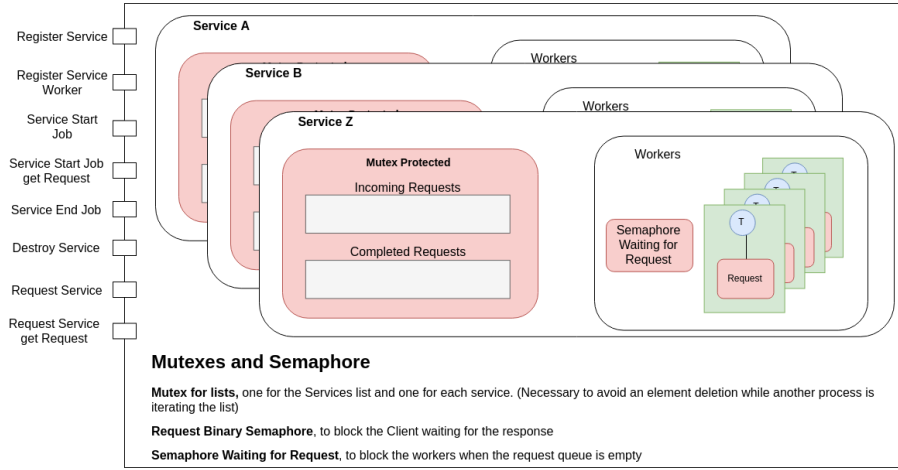 Register Service
Register Service
Worker
Service Start
Job
Service Start Job
get Request
Service End Job
Destroy Service
Request Service
Request Service
get Request
Service A
Workers
Service B
Workers
Service Z
Mutex Protected
Incoming Requests
Completed Requests
Workers
Semaphore
Waiting for
Request
T
T
T
T
Request
Mutexes and Semaphore
Mutex for lists, one for the Services list and one for each service. (Necessary to avoid an element deletion while another process is
iterating the list)
Request Binary Semaphore, to block the Client waiting for the response
Semaphore Waiting for Request, to block the workers when the request queue is empty